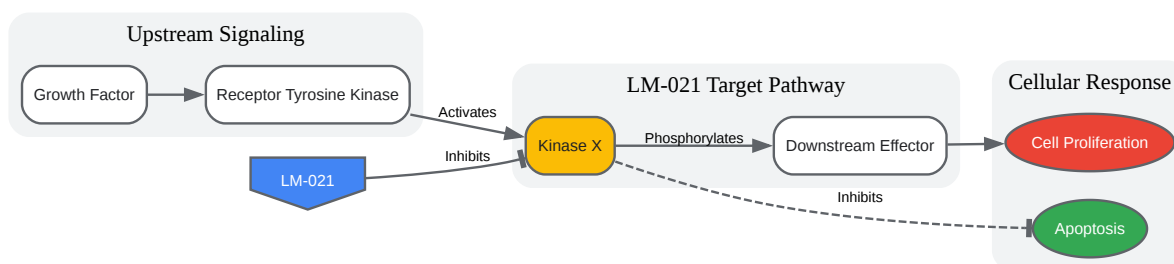 Upstream Signaling
Growth Factor
Receptor Tyrosine Kinase
Activates
Inhibits
LM-021
LM-021 Target Pathway
Kinase X
Phosphorylates
Downstream Effector
Inhibits
Cellular Response
Cell Proliferation
Apoptosis